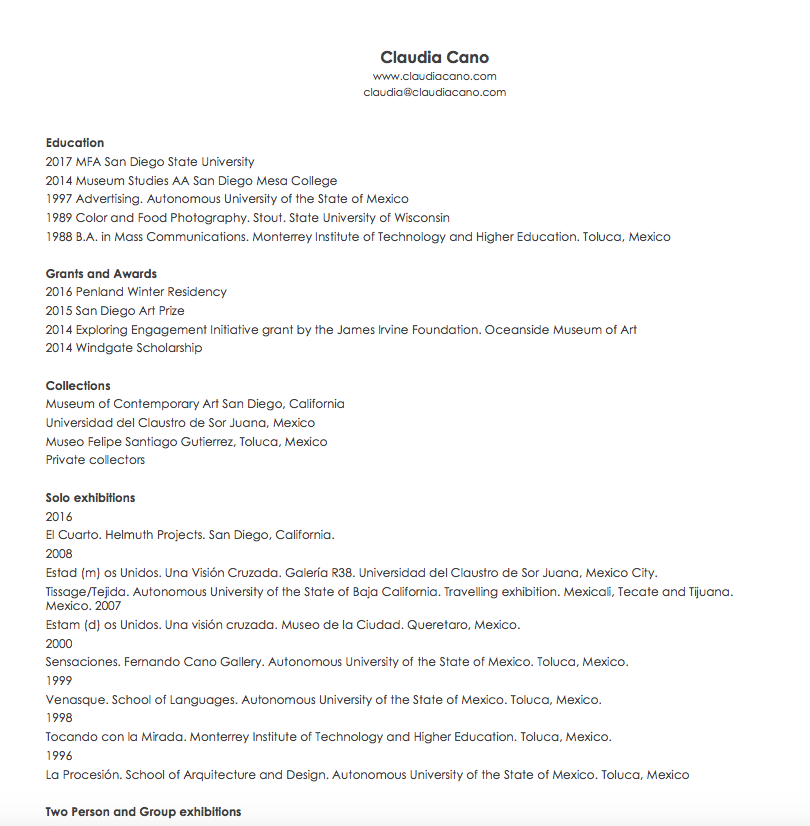 Claudia Cano
www.claudiacano.com
claudia@claudiacano.com
Education
2017 MFA San Diego State University
2014 Museum Studies AA San Diego Mesa College
1997 Advertising. Autonomous University of the State of Mexico
1989 Color and Food Photography. Stout. State University of Wisconsin
1988 B.A. in Mass Communications. Monterrey Institute of Technology and Higher Education. Toluca, Mexico
Grants and Awards
2016 Penland Winter Residency
2015 San Diego Art Prize
2014 Exploring Engagement Initiative grant by the James Irvine Foundation. Oceanside Museum of Art
2014 Windgate Scholarship
Collections
Museum of Contemporary Art San Diego, California
Universidad del Claustro de Sor Juana, Mexico
Museo Felipe Santiago Gutierrez, Toluca, Mexico
Private collectors
Solo exhibitions
2016
El Cuarto. Helmuth Projects. San Diego, California.
2008
Estad (m) os Unidos. Una Visión Cruzada. Galería R38. Universidad del Claustro de Sor Juana, Mexico City.
Tissage/Tejida. Autonomous University of the State of Baja California. Travelling exhibition. Mexicali, Tecate and Tijuana.
Mexico. 2007
Estam (d) os Unidos. Una visión cruzada. Museo de la Ciudad. Queretaro, Mexico.
2000
Sensaciones. Fernando Cano Gallery. Autonomous University of the State of Mexico. Toluca, Mexico.
1999
Venasque. School of Languages. Autonomous University of the State of Mexico. Toluca, Mexico.
1998
Tocando con la Mirada. Monterrey Institute of Technology and Higher Education. Toluca, Mexico.
1996
La Procesión. School of Arquitecture and Design. Autonomous University of the State of Mexico. Toluca, Mexico
Two Person and Group exhibitions